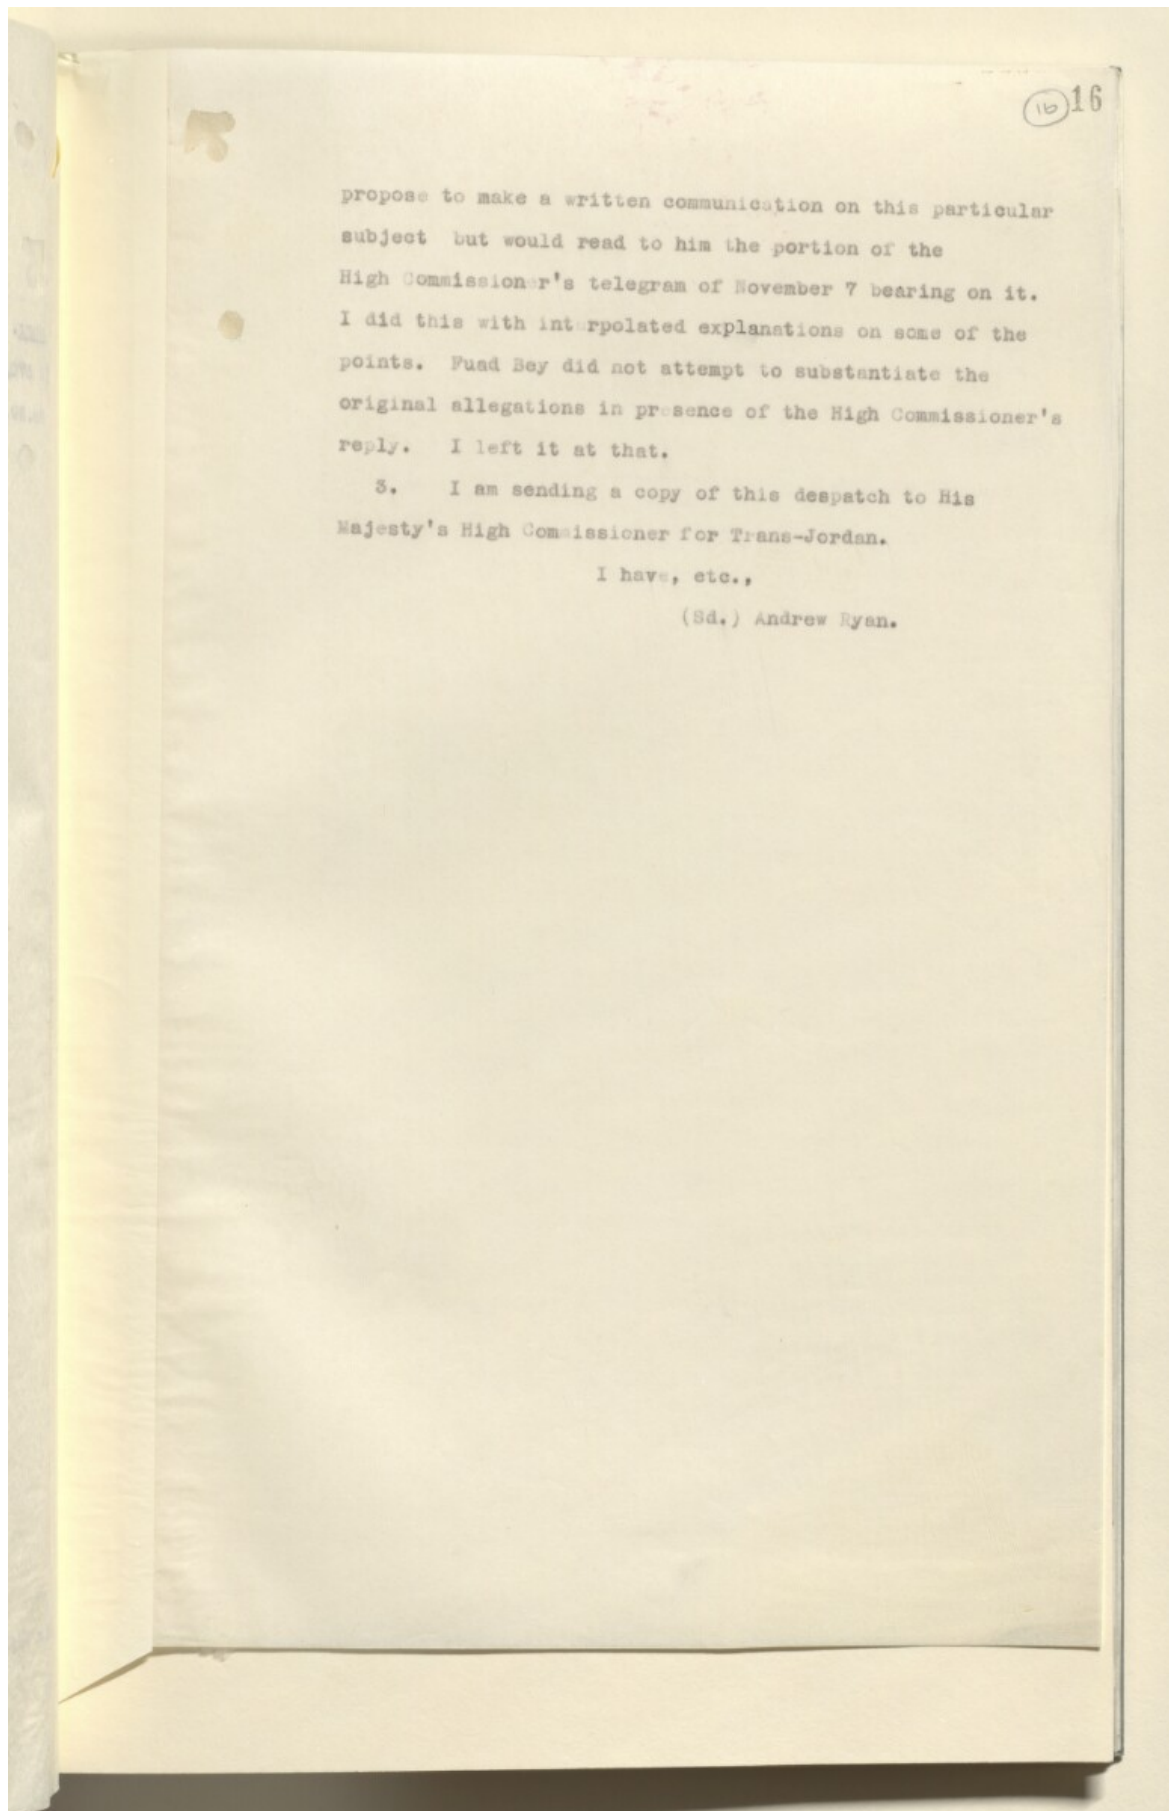 16 16
propose to make a written communication on this particular
subject but would read to him the portion of the
High Commissioner's telegram of November 7 bearing on it.
I did this with interpolated explanations on some of the
points. Fuad Bey did not attempt to substantiate the
original allegations in presence of the High Commissioner's
reply. I left it at that.
3. I am sending a copy of this despatch to His
Majesty's High Commissioner for Trans-Jordan.
I have, etc.,
(Sd.) Andrew Ryan.